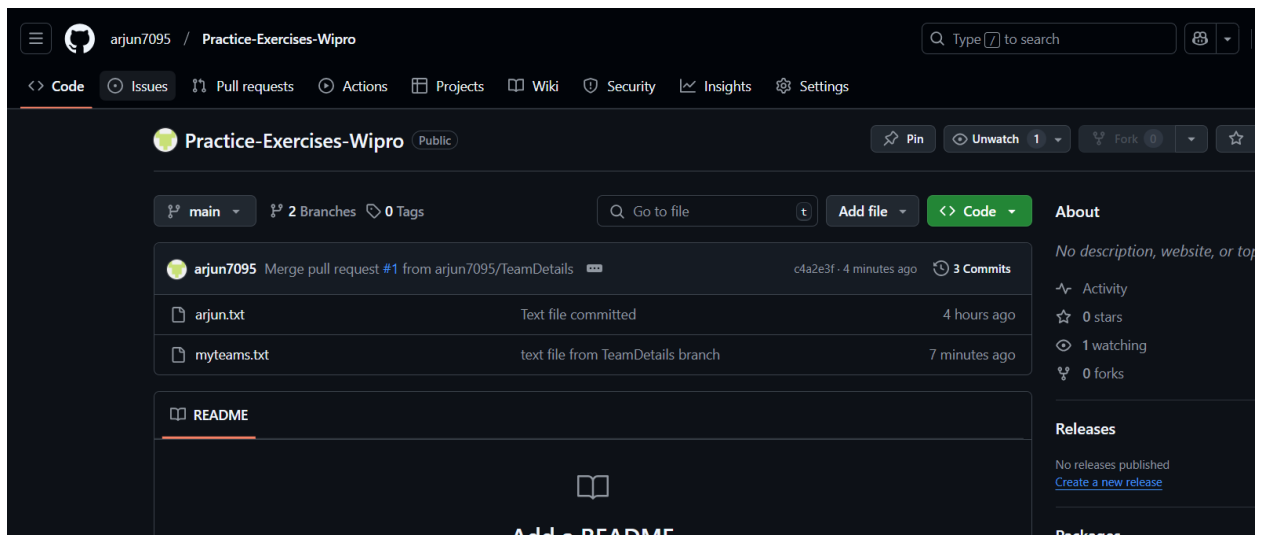 arjun7095 / Practice-Exercises-Wipro
Type / to search
Code Issues Pull requests Actions Projects Wiki Security Insights Settings
Practice-Exercises-Wipro Public
Pin Unwatch 1 Fork 0
main 2 Branches 0 Tags Go to file t Add file <> Code
About
arjun7095 Merge pull request #1 from arjun7095/TeamDetails c4a2e3f · 4 minutes ago 3 Commits
No description, website, or
arjun.txt Text file committed 4 hours ago
myteams.txt text file from TeamDetails branch 7 minutes ago
Activity
0 stars
1 watching
0 forks
README
Add a README
Releases
No releases published
Create a new release
Packages